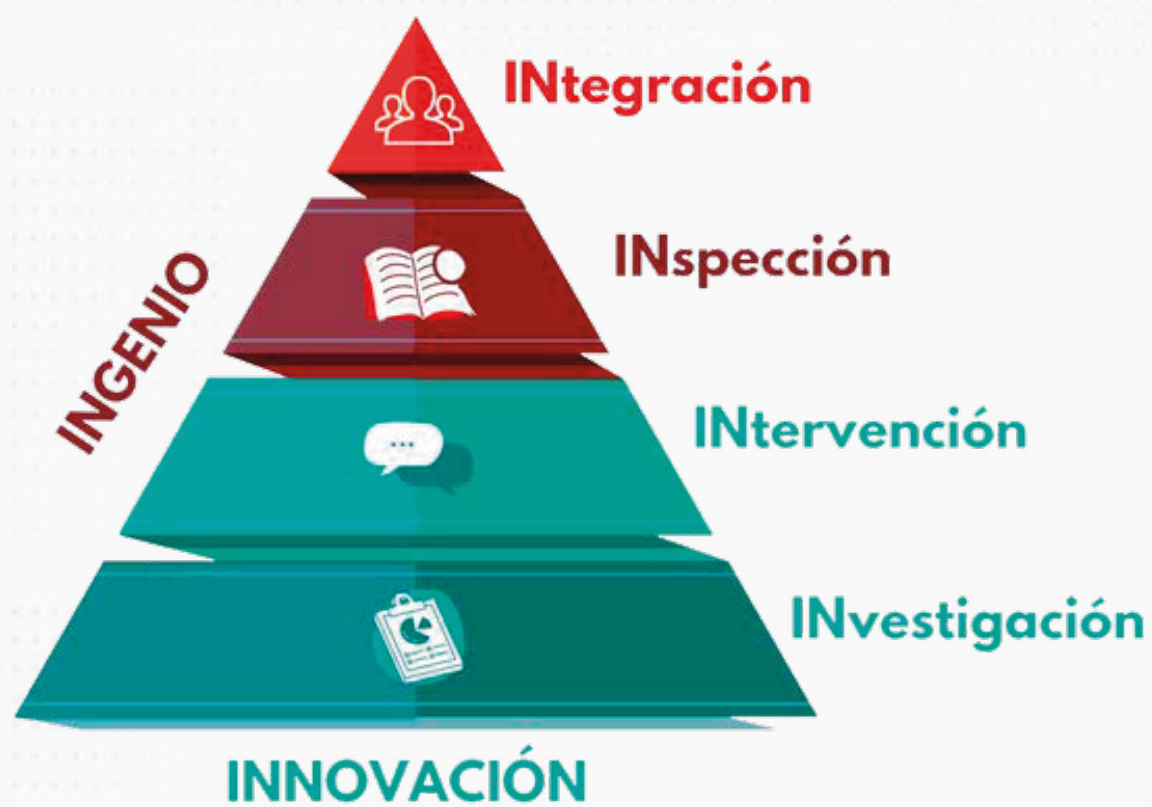 INtegración
INspección
INGENIO
INtervención
INvestigación
INNOVACIÓN